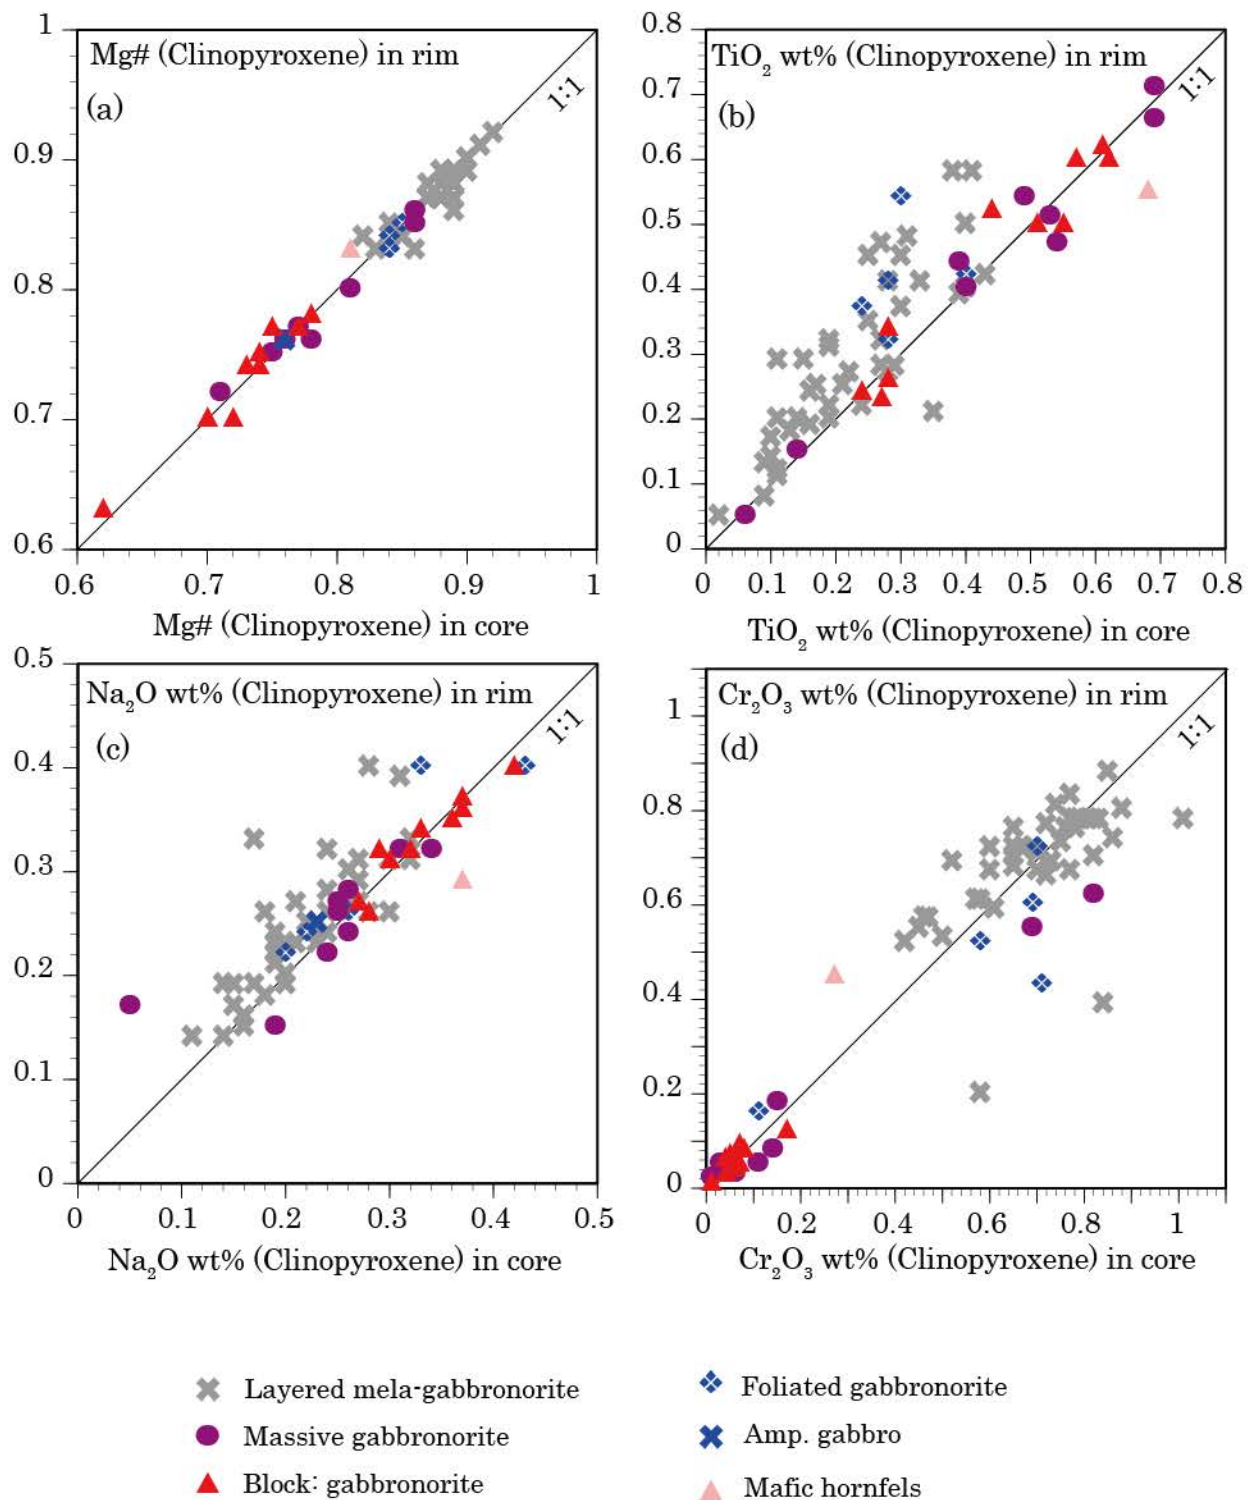 Mg# (Clinopyroxene) in rim
(a)
1:1
1
0.9
0.8
0.7
0.6
0.6 0.7 0.8 0.9 1
Mg# (Clinopyroxene) in core
TiO₂ wt% (Clinopyroxene) in rim
(b)
1:1
0.8
0.7
0.6
0.5
0.4
0.3
0.2
0.1
0
0 0.1 0.2 0.3 0.4 0.5 0.6 0.7 0.8
TiO₂ wt% (Clinopyroxene) in core
Na₂O wt% (Clinopyroxene) in rim
(c)
1:1
0.5
0.4
0.3
0.2
0.1
0
0 0.1 0.2 0.3 0.4 0.5
Na₂O wt% (Clinopyroxene) in core
Cr₂O₃ wt% (Clinopyroxene) in rim
(d)
1:1
1
0.8
0.6
0.4
0.2
0
0 0.2 0.4 0.6 0.8 1
Cr₂O₃ wt% (Clinopyroxene) in core
Layered mela-gabbronorite
Massive gabbronorite
Block: gabbronorite
Foliated gabbronorite
Amp. gabbro
Mafic hornfels